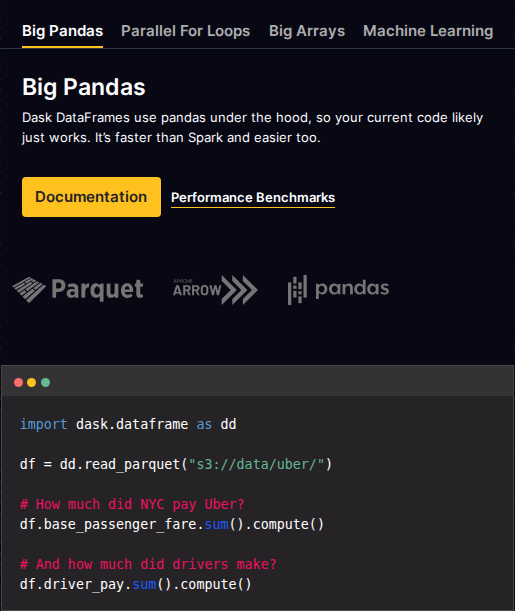 Big Pandas Parallel For Loops Big Arrays Machine Learning
Big Pandas
Dask DataFrames use pandas under the hood, so your current code likely
just works. It's faster than Spark and easier too.
Documentation Performance Benchmarks
Parquet APACHE ARROW pandas
import dask.dataframe as dd
df = dd.read_parquet("s3://data/uber/")
# How much did NYC pay Uber?
df.base_passenger_fare.sum().compute()
# And how much did drivers make?
df.driver_pay.sum().compute()